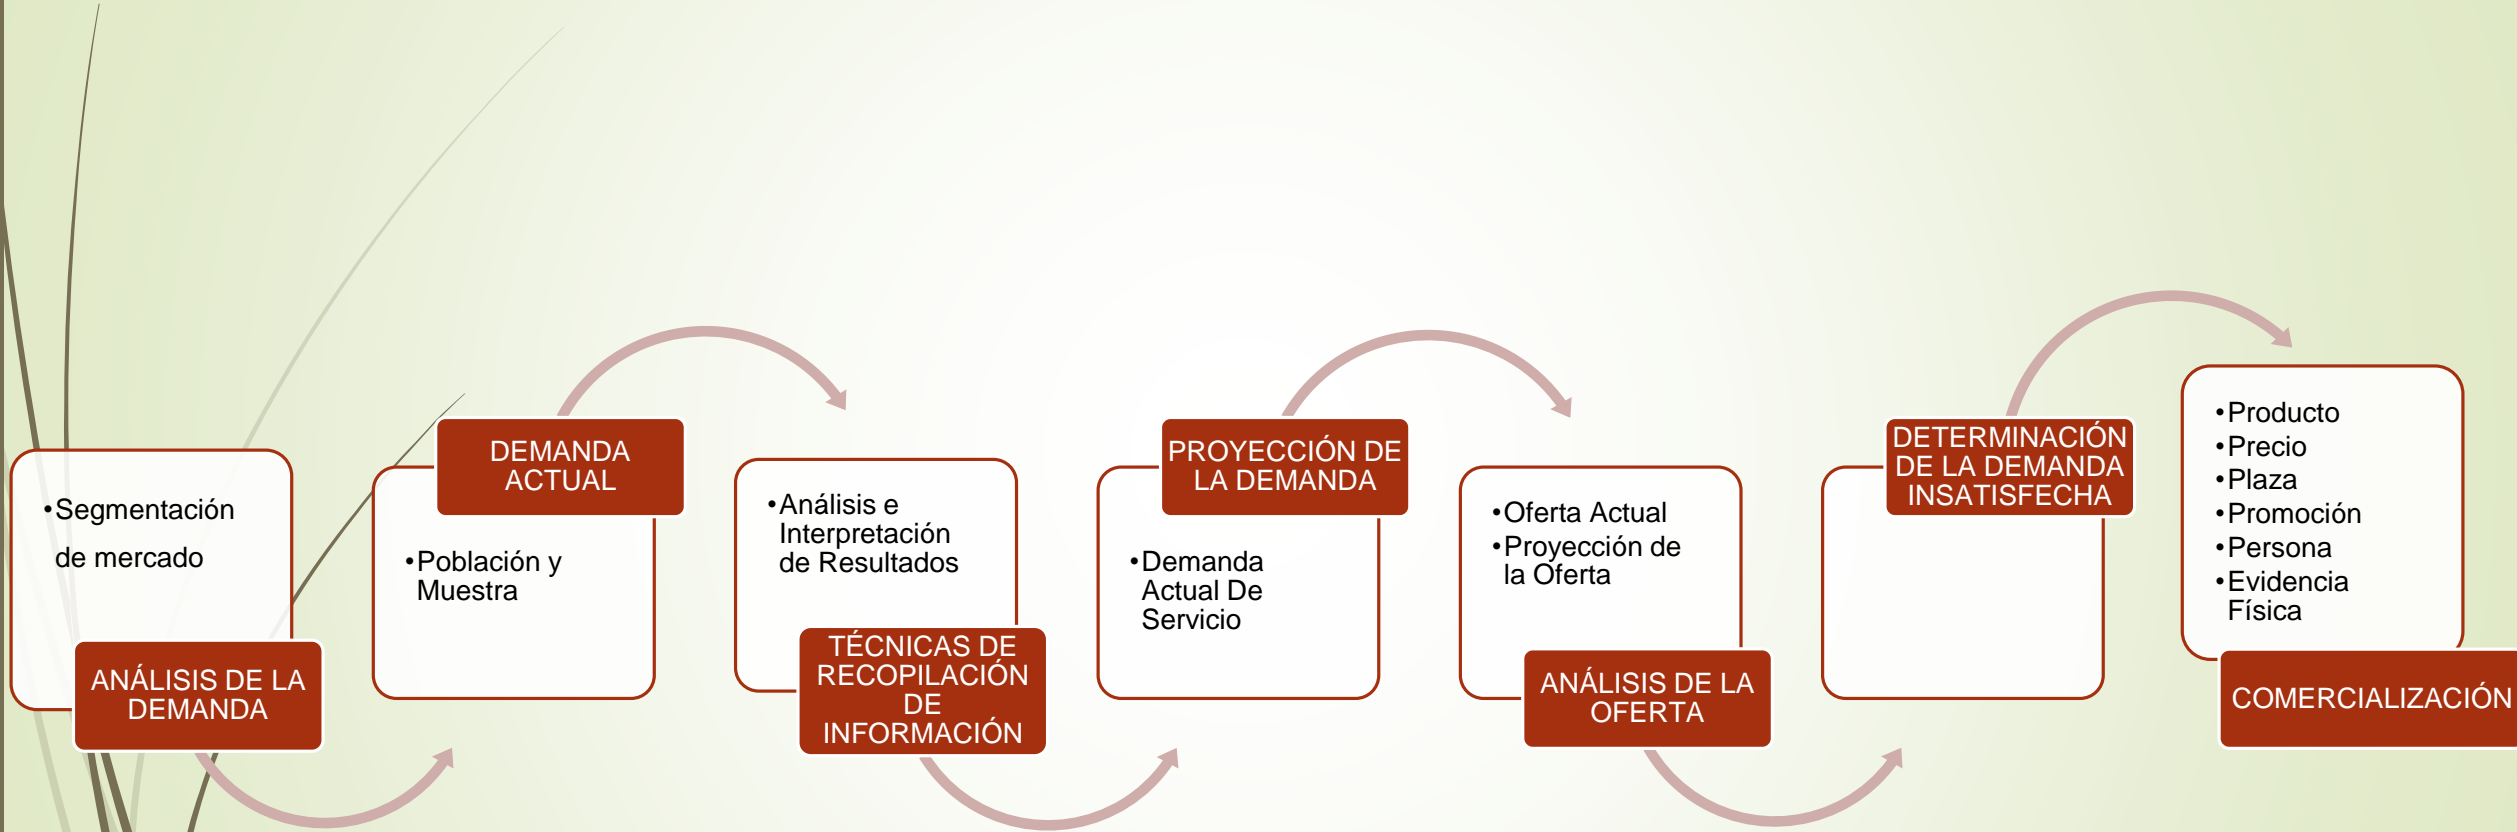 •Segmentación
de mercado
ANÁLISIS DE LA
DEMANDA
DEMANDA
ACTUAL
•Población y
Muestra
•Análisis e
Interpretación
de Resultados
TÉCNICAS DE
RECOPILACIÓN
DE
INFORMACIÓN
PROYECCIÓN DE
LA DEMANDA
•Demanda
Actual De
Servicio
•Oferta Actual
•Proyección de
la Oferta
ANÁLISIS DE LA
OFERTA
DETERMINACIÓN
DE LA DEMANDA
INSATISFECHA
•Producto
•Precio
•Plaza
•Promoción
•Persona
•Evidencia
Física
COMERCIALIZACIÓN